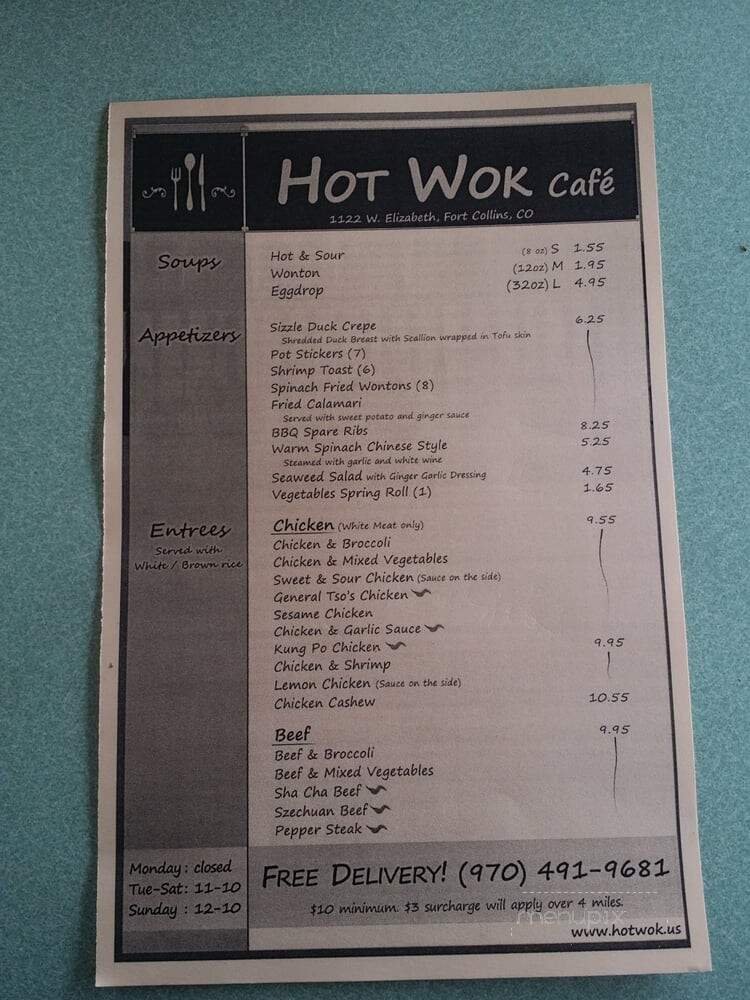 Hot Wok Café
1122 W. Elizabeth, Fort Collins, CO
Soups
Hot & Sour (8 oz) S 1.55
Wonton (12oz) M 1.95
Eggdrop (32oz) L 4.95
Appetizers
Sizzle Duck Crepe 6.25
Shredded Duck Breast with Scallion wrapped in Tofu skin
Pot Stickers (7)
Shrimp Toast (6)
Spinach Fried Wontons (8)
Fried Calamari
Served with sweet potato and ginger sauce
BBQ Spare Ribs 8.25
Warm Spinach Chinese Style 5.25
Steamed with garlic and white wine
Seaweed Salad with Ginger Garlic Dressing 4.75
Vegetables Spring Roll (1) 1.65
Entrees
Served with
White / Brown rice
Chicken (White Meat only) 9.55
Chicken & Broccoli
Chicken & Mixed Vegetables
Sweet & Sour Chicken (Sauce on the side)
General Tso's Chicken
Sesame Chicken
Chicken & Garlic Sauce
Kung Po Chicken 9.95
Chicken & Shrimp
Lemon Chicken (Sauce on the side)
Chicken Cashew 10.55
Beef 9.95
Beef & Broccoli
Beef & Mixed Vegetables
Sha Cha Beef
Szechuan Beef
Pepper Steak
Monday : closed
Tue-Sat: 11-10
Sunday : 12-10
Free Delivery! (970) 491-9681
$10 minimum. $3 surcharge will apply over 4 miles.
menupix
www.hotwok.us